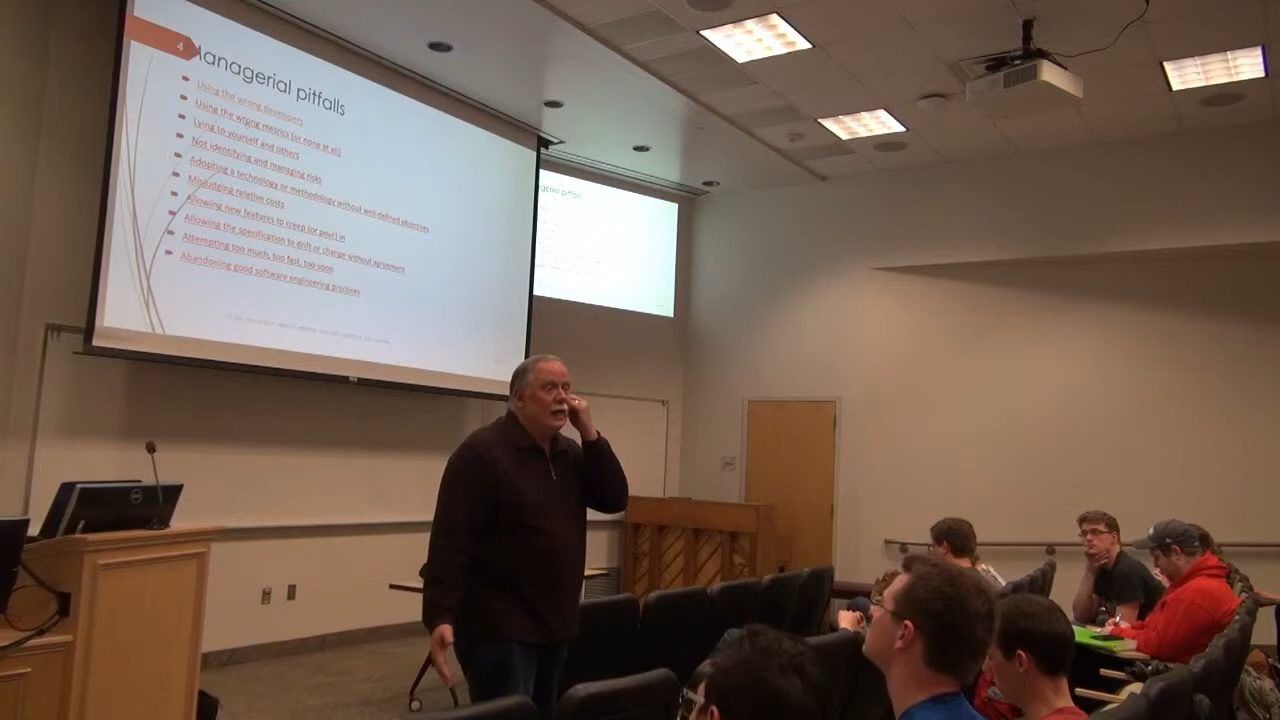 4
Managerial pitfalls
Using the wrong developers
Using the wrong metrics (or none at all)
Lying to yourself and others
Not identifying and managing risks
Adopting a technology or methodology without well-defined objectives
Misjudging relative costs
Allowing new features to creep (or pour) in
Allowing the specification to drift or change without agreement
Attempting too much, too fast, too soon
Abandoning good software engineering practices